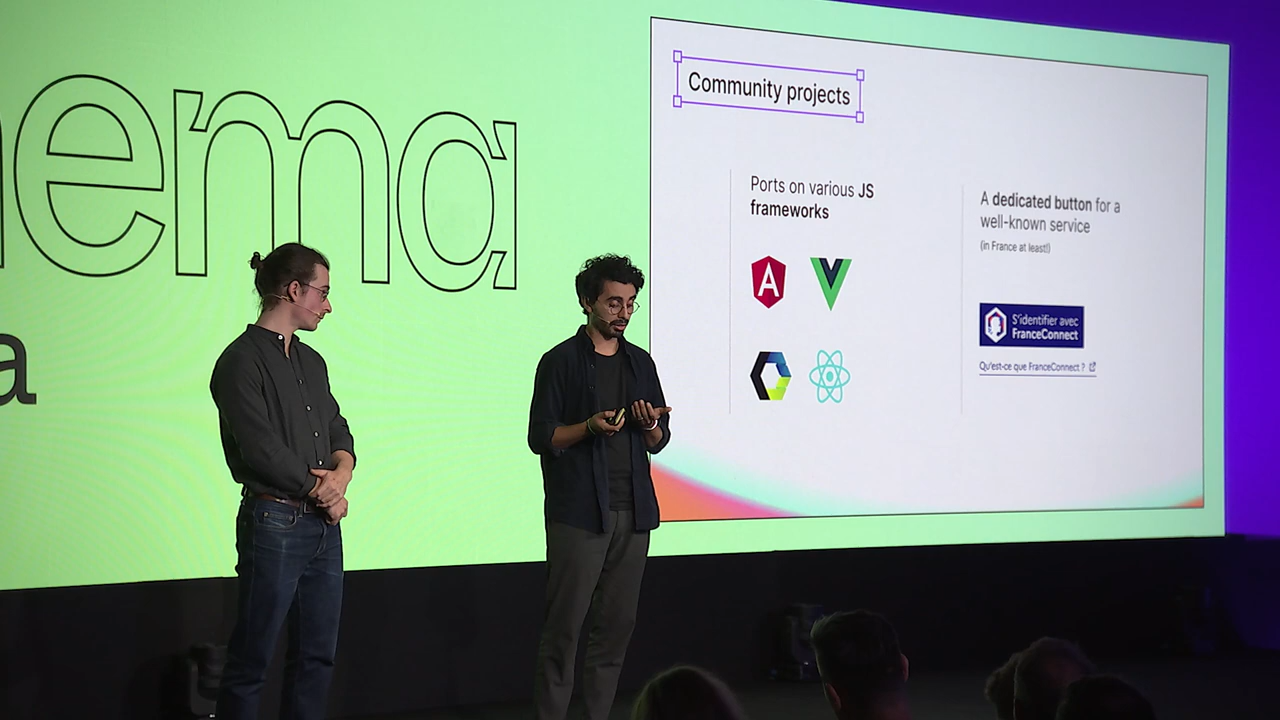 ema
a
Community projects
Ports on various JS
frameworks
A
A dedicated button for a
well-known service
(in France at least!)
S'identifier avec
FranceConnect
Qu'est-ce que FranceConnect ?